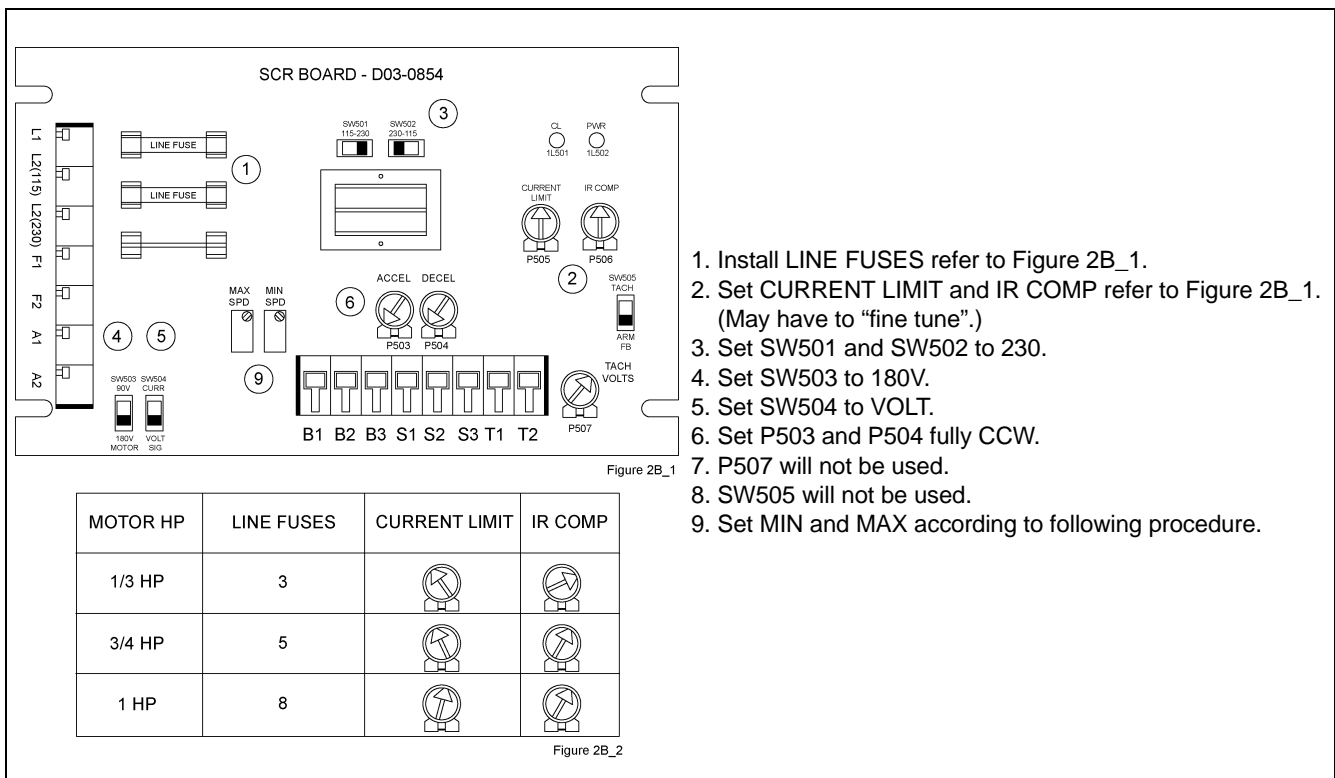 SCR BOARD - D03-0854
L1
L2(115)
L2(230)
F1
F2
A1
A2
LINE FUSE
LINE FUSE
1
SW501
115-230
SW502
230-115
3
CL
1L501
PWR
1L502
CURRENT
LIMIT
P505
IR COMP
P506
2
SW505
TACH
ARM
FB
MAX
SPD
MIN
SPD
6
ACCEL
P503
DECEL
P504
4
5
9
SW503
90V
180V
MOTOR
SW504
CURR
VOLT
SIG
TACH
VOLTS
P507
B1 B2 B3 S1 S2 S3 T1 T2
Figure 2B_1
MOTOR HP LINE FUSES CURRENT LIMIT IR COMP
1/3 HP 3
3/4 HP 5
1 HP 8
Figure 2B_2
1. Install LINE FUSES refer to Figure 2B_1.
2. Set CURRENT LIMIT and IR COMP refer to Figure 2B_1.
(May have to “fine tune”.)
3. Set SW501 and SW502 to 230.
4. Set SW503 to 180V.
5. Set SW504 to VOLT.
6. Set P503 and P504 fully CCW.
7. P507 will not be used.
8. SW505 will not be used.
9. Set MIN and MAX according to following procedure.